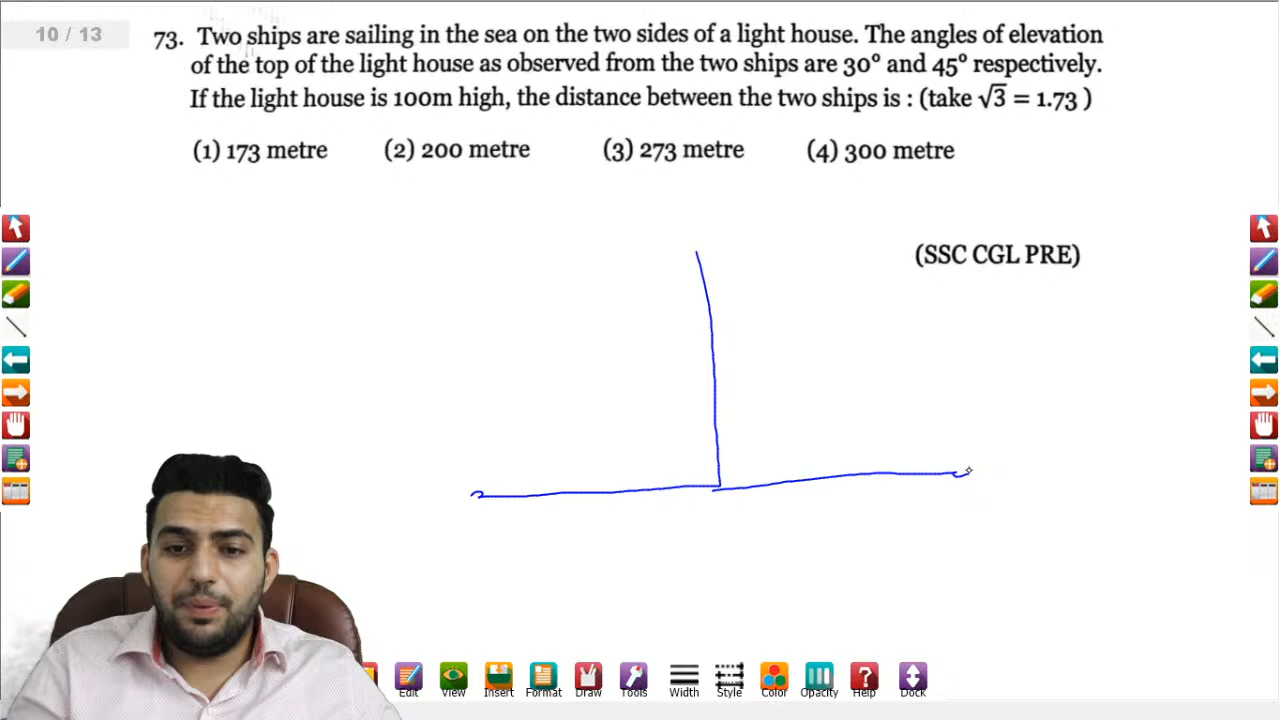 10 / 13
73. Two ships are sailing in the sea on the two sides of a light house. The angles of elevation
of the top of the light house as observed from the two ships are 30° and 45° respectively.
If the light house is 100m high, the distance between the two ships is : (take √3 = 1.73 )
(1) 173 metre (2) 200 metre (3) 273 metre (4) 300 metre
(SSC CGL PRE)
Edit View Insert Format Draw Tools Width Style Color Opacity Help Dock